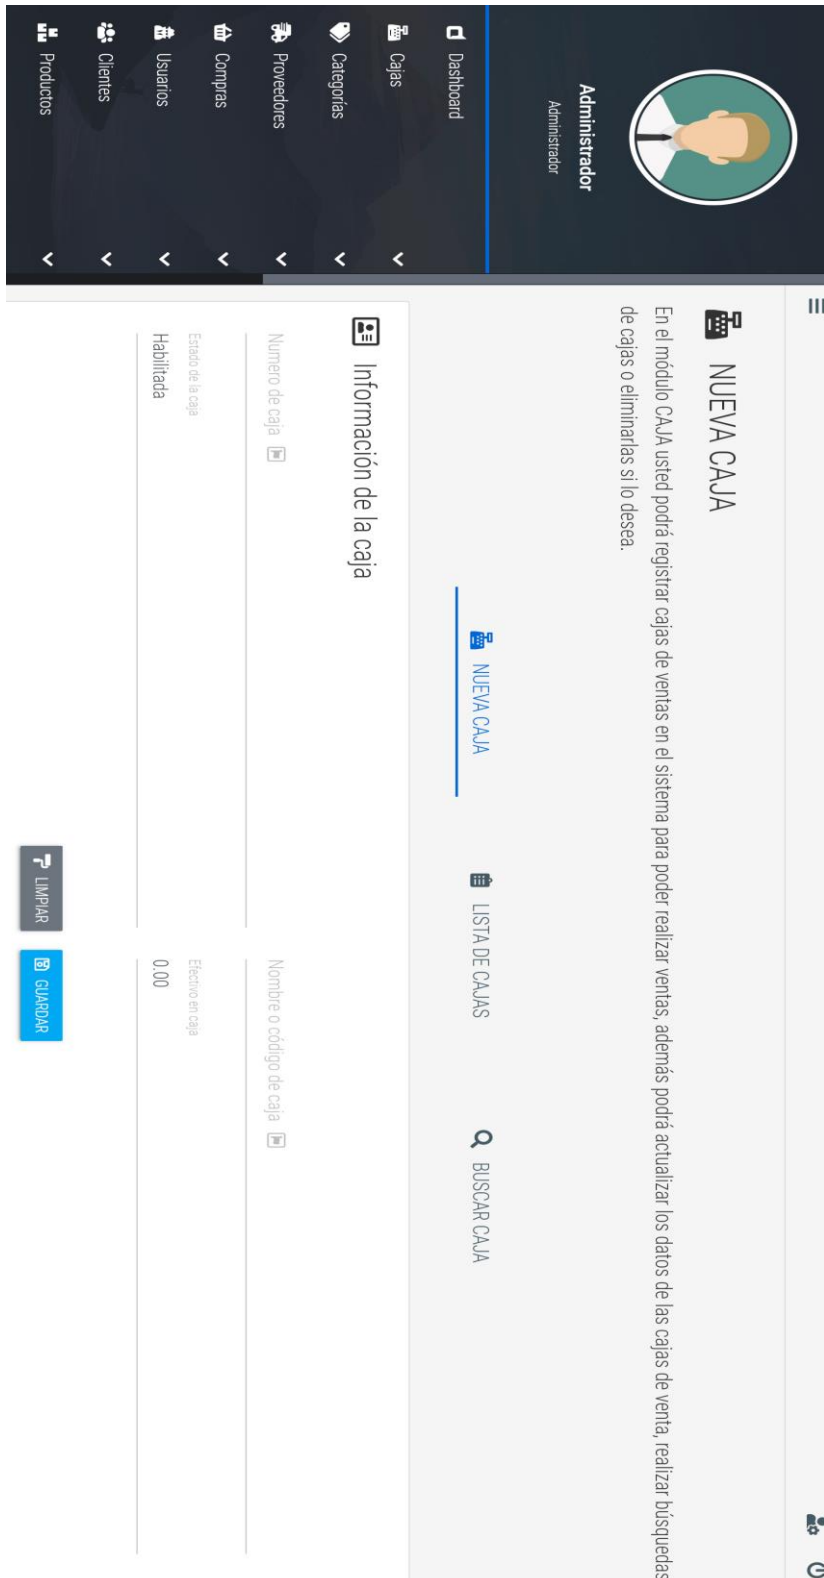 Administrador
Administrador
Dashboard
Cajas
Categorías
Proveedores
Compras
Usuarios
Clientes
Productos
NUEVA CAJA
En el módulo CAJA usted podrá registrar cajas de ventas en el sistema para poder realizar ventas, además podrá actualizar los datos de las cajas de venta, realizar búsquedas
de cajas o eliminarlas si lo desea.
NUEVA CAJA
LISTA DE CAJAS
BUSCAR CAJA
Información de la caja
Numero de caja
Nombre o código de caja
Estado de la caja
Habilitada
Efectivo en caja
0.00
LIMPIAR
GUARDAR